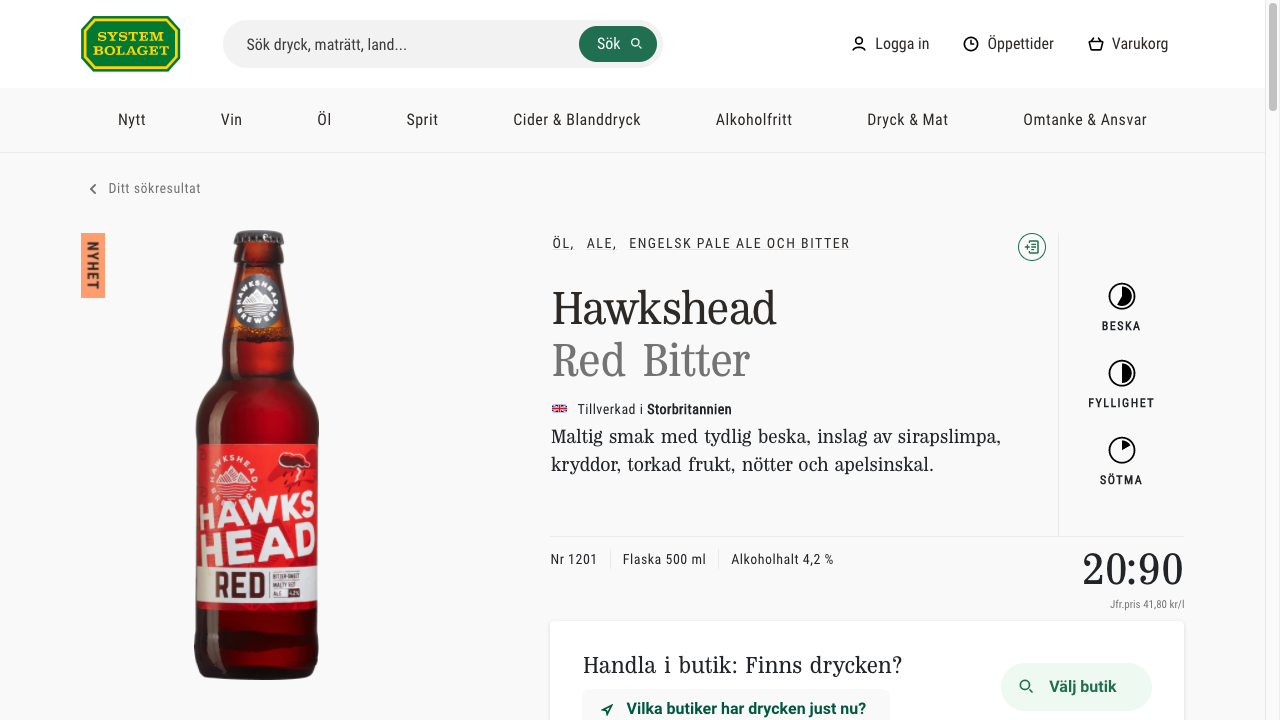 SYSTEM
BOLAGET
Sök dryck, maträtt, land...
Sök
Logga in
Öppettider
Varukorg
Nytt
Vin
Öl
Sprit
Cider & Blanddryck
Alkoholfritt
Dryck & Mat
Omtanke & Ansvar
Ditt sökresultat
NYHET
HAWKSHEAD
BREWERY
HAWKSHEAD
BREWERY
HAWKS
HEAD
RED
BITTER-SWEET
MALTY RED
ALE 4.2%
ÖL, ALE, ENGELSK PALE ALE OCH BITTER
Hawkshead
Red Bitter
Tillverkad i Storbritannien
Maltig smak med tydlig beska, inslag av sirapslimpa,
kryddor, torkad frukt, nötter och apelsinskal.
BESKA
FYLLIGHET
SÖTMA
Nr 1201
Flaska 500 ml
Alkoholhalt 4,2 %
20:90
Jfr.pris 41,80 kr/l
Handla i butik: Finns drycken?
Vilka butiker har drycken just nu?
Välj butik